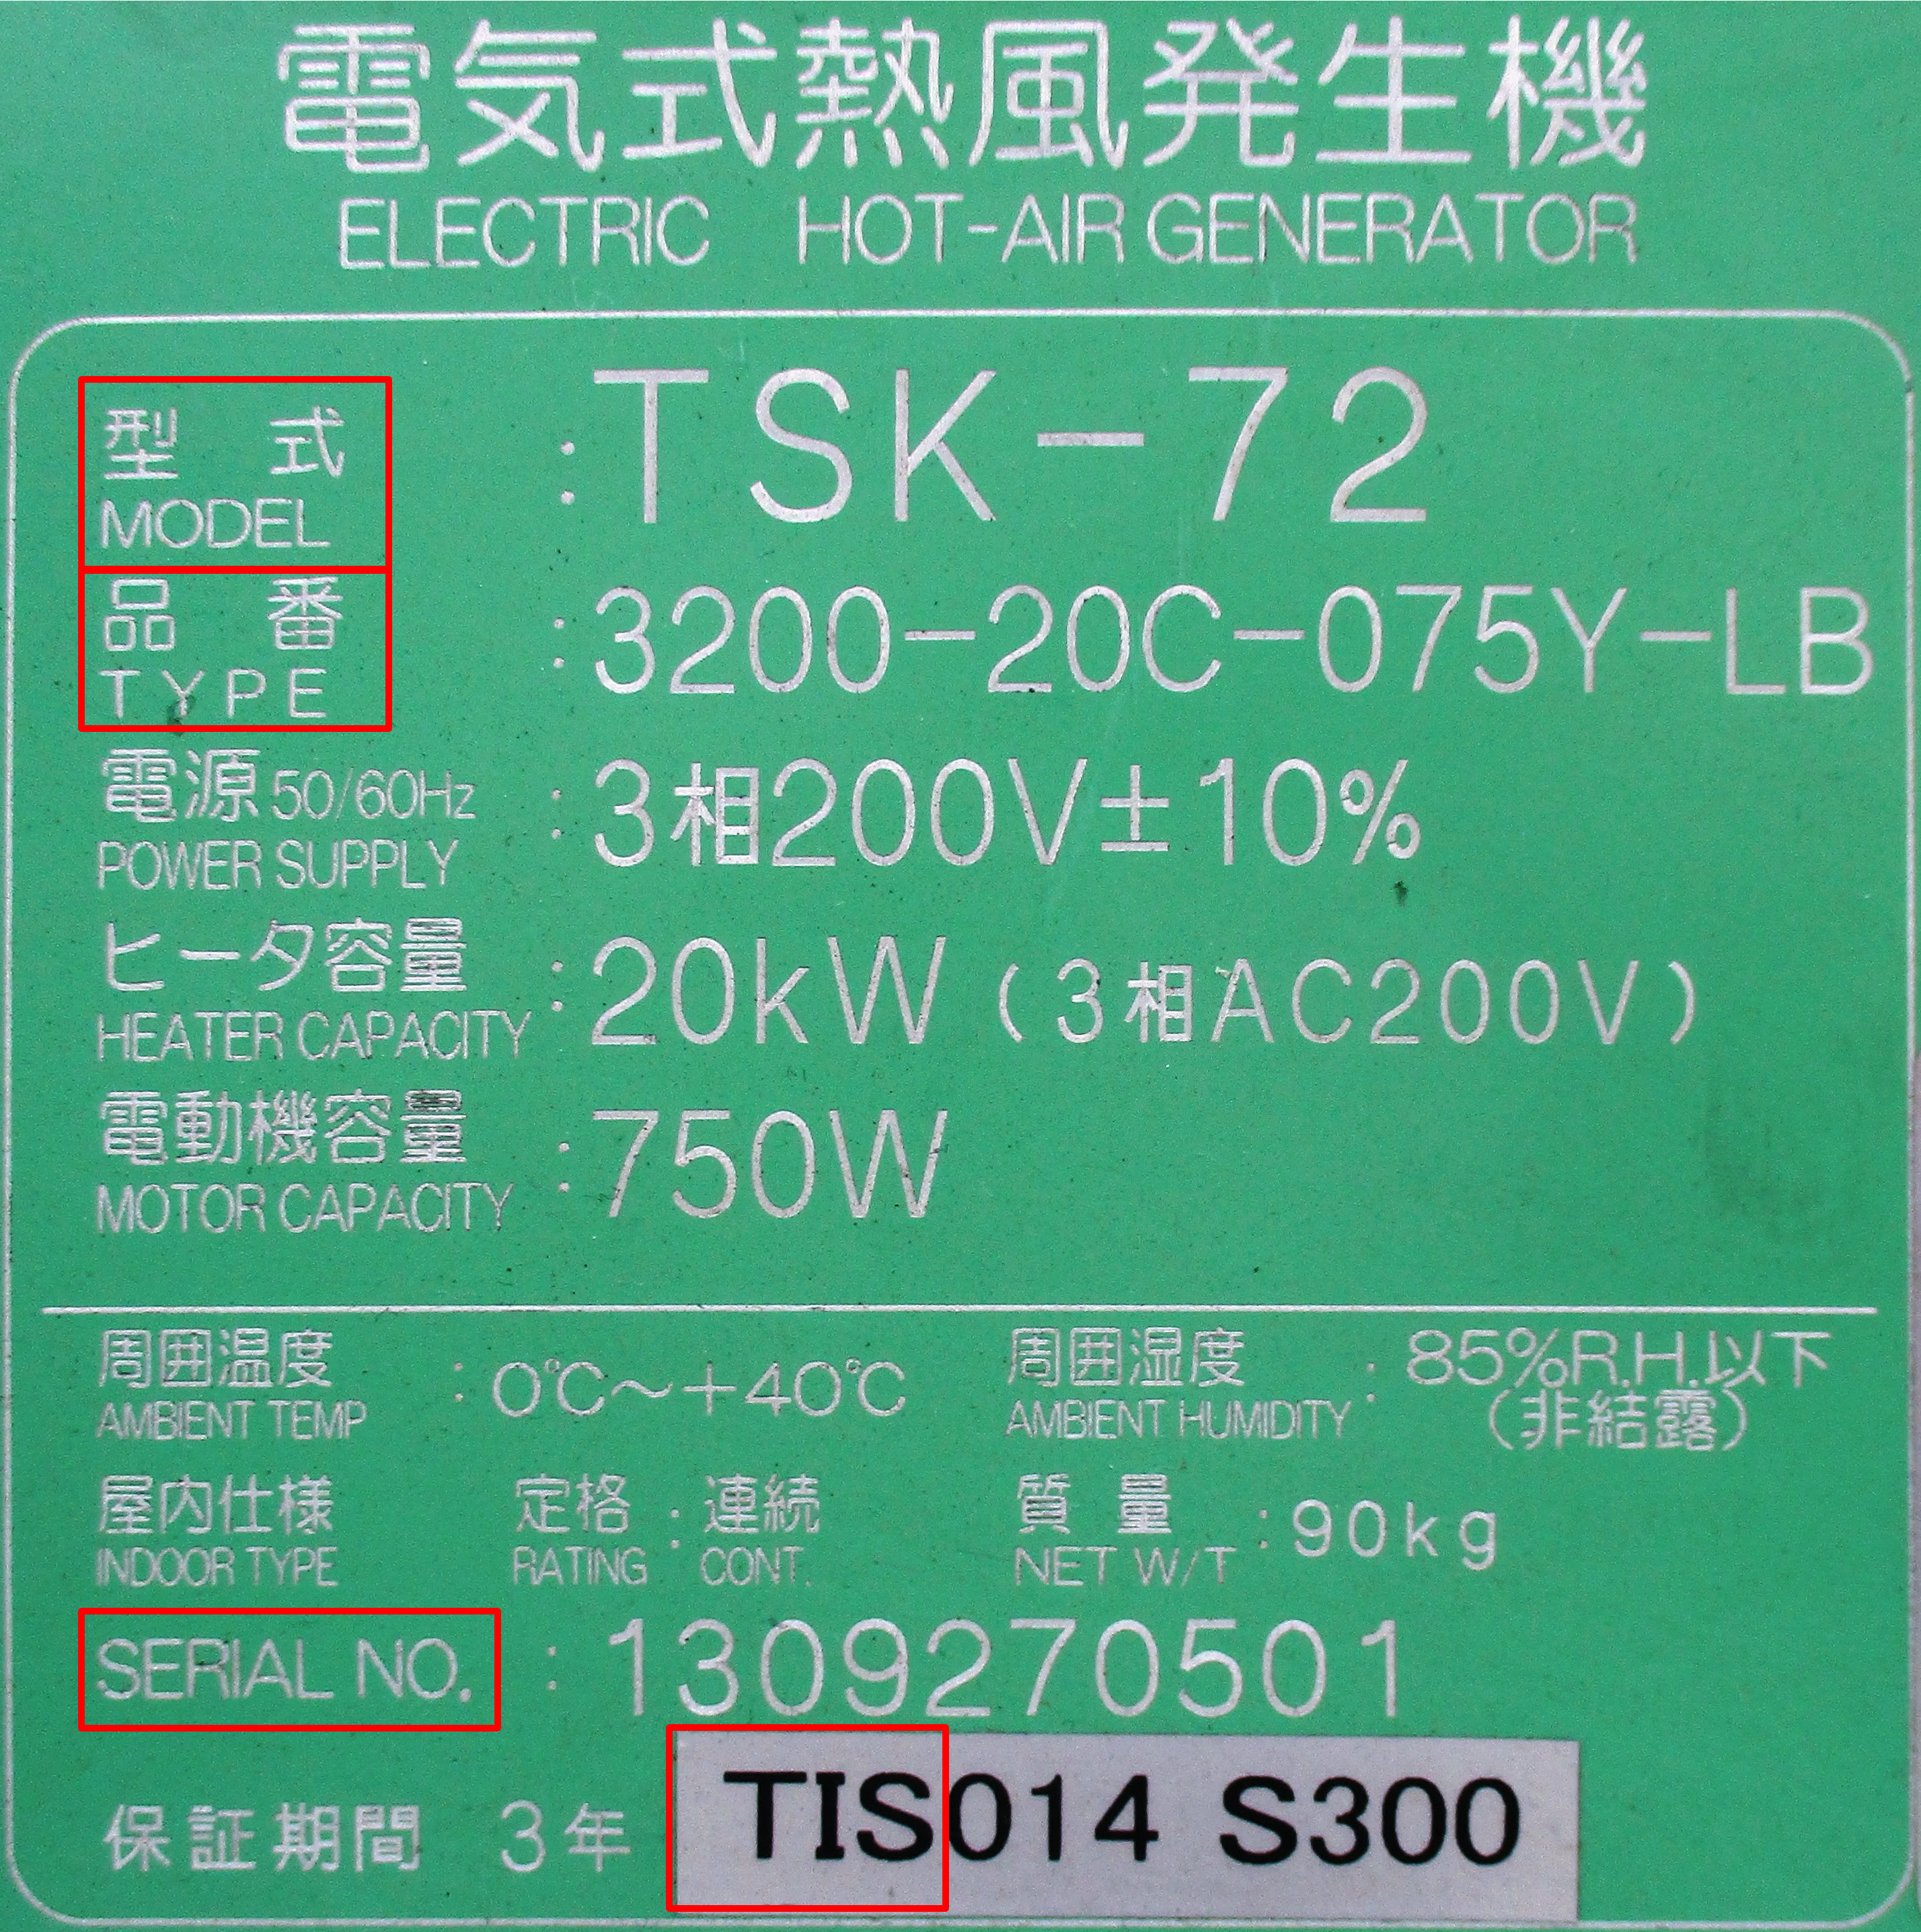 電気式熱風発生機
ELECTRIC HOT-AIR GENERATOR
型 式 : TSK-72
MODEL
品 番 : 3200-20C-075Y-LB
TYPE
電源 50/60Hz : 3相200V±10%
POWER SUPPLY
ヒータ容量 : 20kW (3相AC200V)
HEATER CAPACITY
電動機容量 : 750W
MOTOR CAPACITY
周囲温度 : 0℃~+40℃ 周囲湿度 : 85%R.H.以下
AMBIENT TEMP AMBIENT HUMIDITY (非結露)
屋内仕様 定格 : 連続 質 量 : 90kg
INDOOR TYPE RATING CONT. NET W/T
SERIAL NO. : 1309270501
保証期間 3年 TIS014 S300